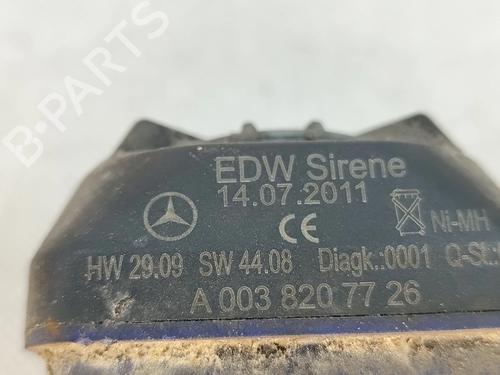 B-PARTS
EDW Sirene
14.07.2011
CE Ni-MH
HW 29.09 SW 44.08 Diagk.:0001
A 003 820 77 26